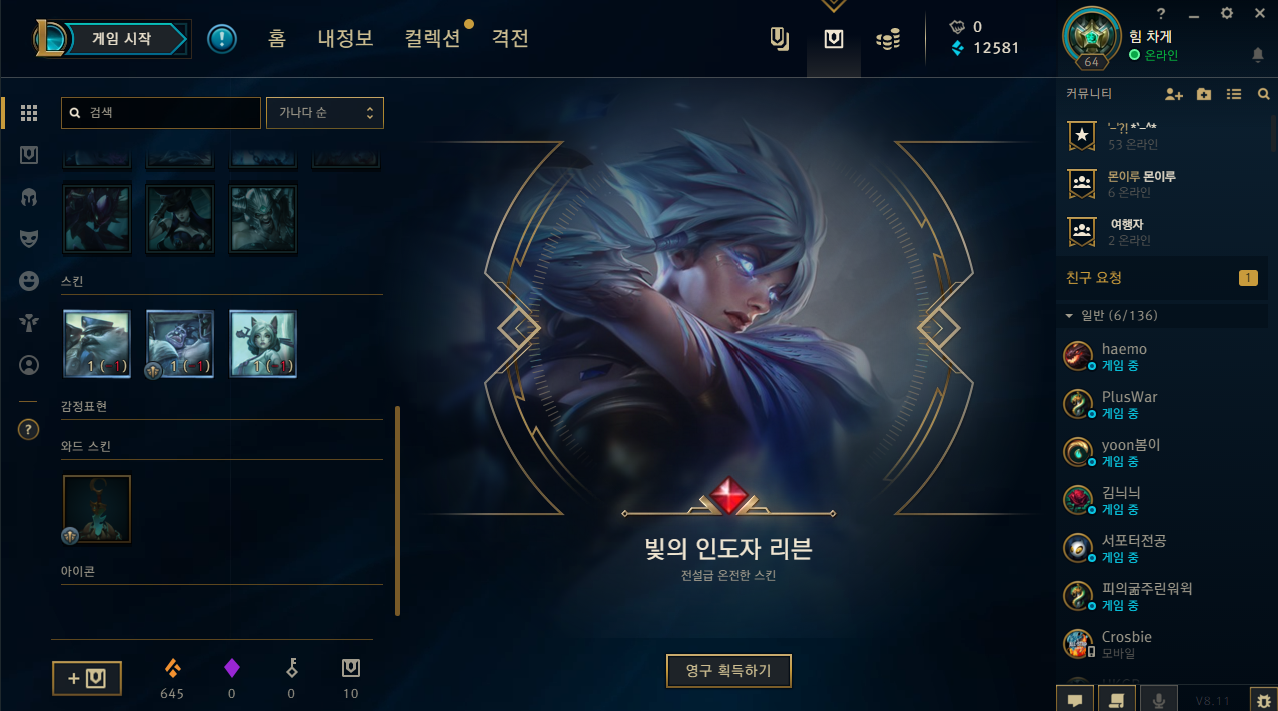 게임 시작
홈 내정보 컬렉션 격전
0
12581
64
힘 차게
온라인
검색
가나다 순
스킨
1 (-1)
1 (-1)
1 (-1)
감정표현
와드 스킨
아이콘
645
0
0
10
빛의 인도자 리븐
전설급 온전한 스킨
영구 획득하기
커뮤니티
'-'?! *'-^*
53 온라인
몬이루 몬이루
6 온라인
여행자
2 온라인
친구 요청
1
일반 (6/136)
haemo
게임 중
PlusWar
게임 중
yoon봄이
게임 중
김늬늬
게임 중
서포터전공
게임 중
피의굶주린워윅
게임 중
Crosbie
모바일
V8.11